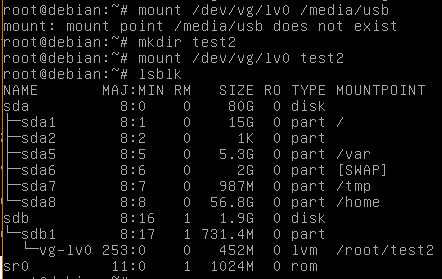 root@debian:~# mount /dev/vg/lv0 /media/usb
mount: mount point /media/usb does not exist
root@debian:~# mkdir test2
root@debian:~# mount /dev/vg/lv0 test2
root@debian:~# lsblk
NAME MAJ:MIN RM SIZE RO TYPE MOUNTPOINT
sda 8:0 0 80G 0 disk
├─sda1 8:1 0 15G 0 part /
├─sda2 8:2 0 1K 0 part
├─sda5 8:5 0 5.3G 0 part /var
├─sda6 8:6 0 2G 0 part [SWAP]
├─sda7 8:7 0 987M 0 part /tmp
└─sda8 8:8 0 56.8G 0 part /home
sdb 8:16 1 1.9G 0 disk
└─sdb1 8:17 1 731.4M 0 part
└─vg-lv0 253:0 0 452M 0 lvm /root/test2
sr0 11:0 1 1024M 0 rom
root@debian:~#